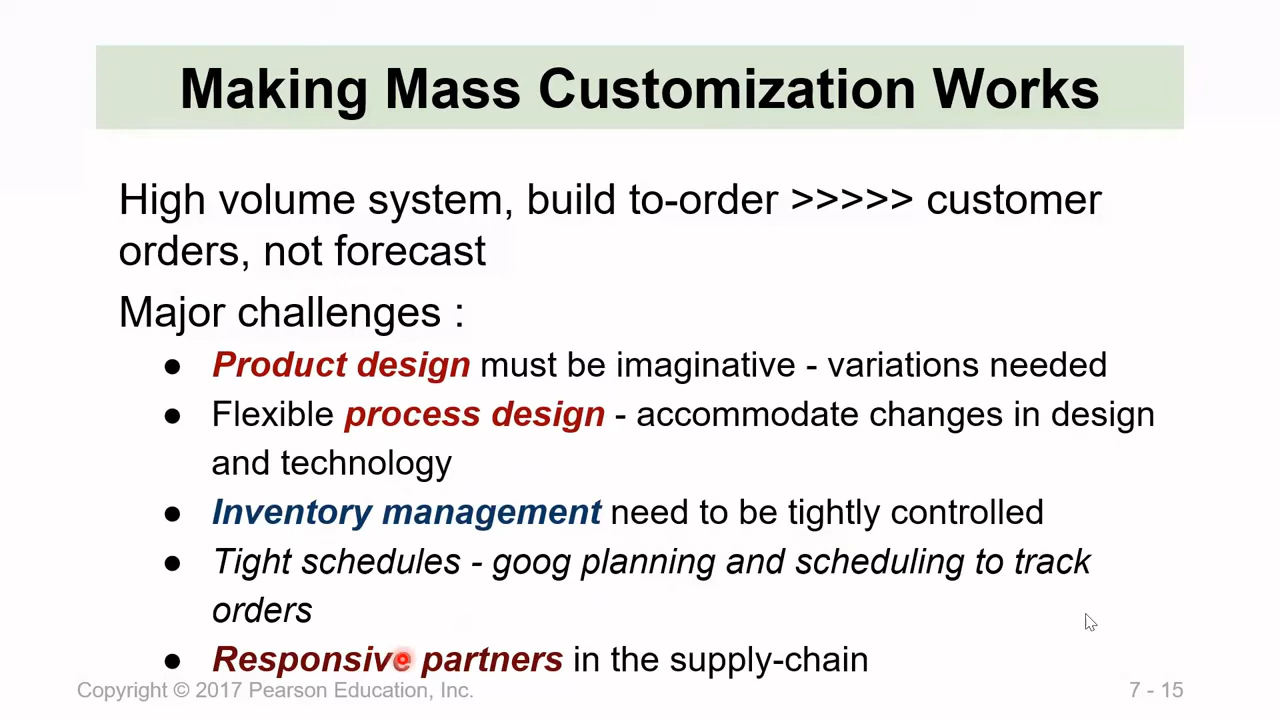 Making Mass Customization Works
High volume system, build to-order >>>>> customer
orders, not forecast
Major challenges :
● Product design must be imaginative - variations needed
● Flexible process design - accommodate changes in design
and technology
● Inventory management need to be tightly controlled
● Tight schedules - goog planning and scheduling to track
orders
● Responsive partners in the supply-chain
Copyright © 2017 Pearson Education, Inc.
7 - 15